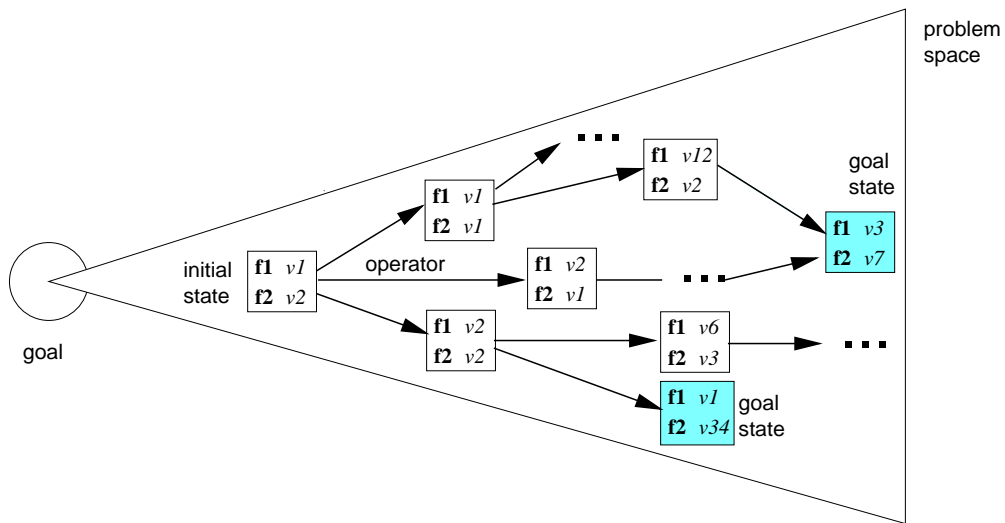 problem
space
f1 v12
f2 v2
goal
state
f1 v1
f2 v1
f1 v3
f2 v7
initial
state
f1 v1
f2 v2
operator
f1 v2
f2 v1
goal
f1 v2
f2 v2
f1 v6
f2 v3
f1 v1
f2 v34
goal
state